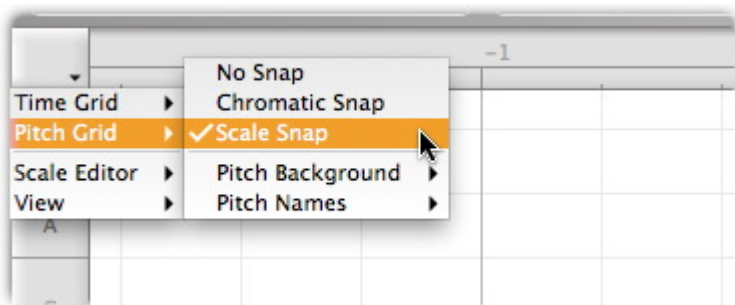 -1
Time Grid
Pitch Grid
Scale Editor
View
No Snap
Chromatic Snap
Scale Snap
Pitch Background
Pitch Names
A